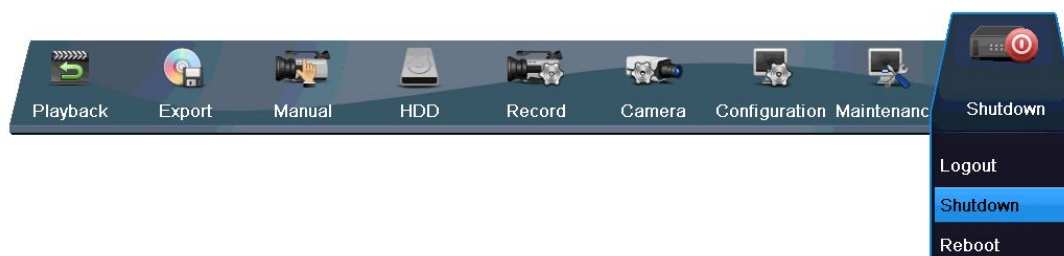 Playback Export Manual HDD Record Camera Configuration Maintenanc Shutdown
Logout
Shutdown
Reboot